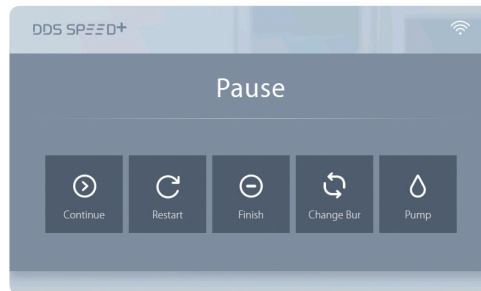 DDS SPEED+
Pause
Continue
Restart
Finish
Change Bur
Pump